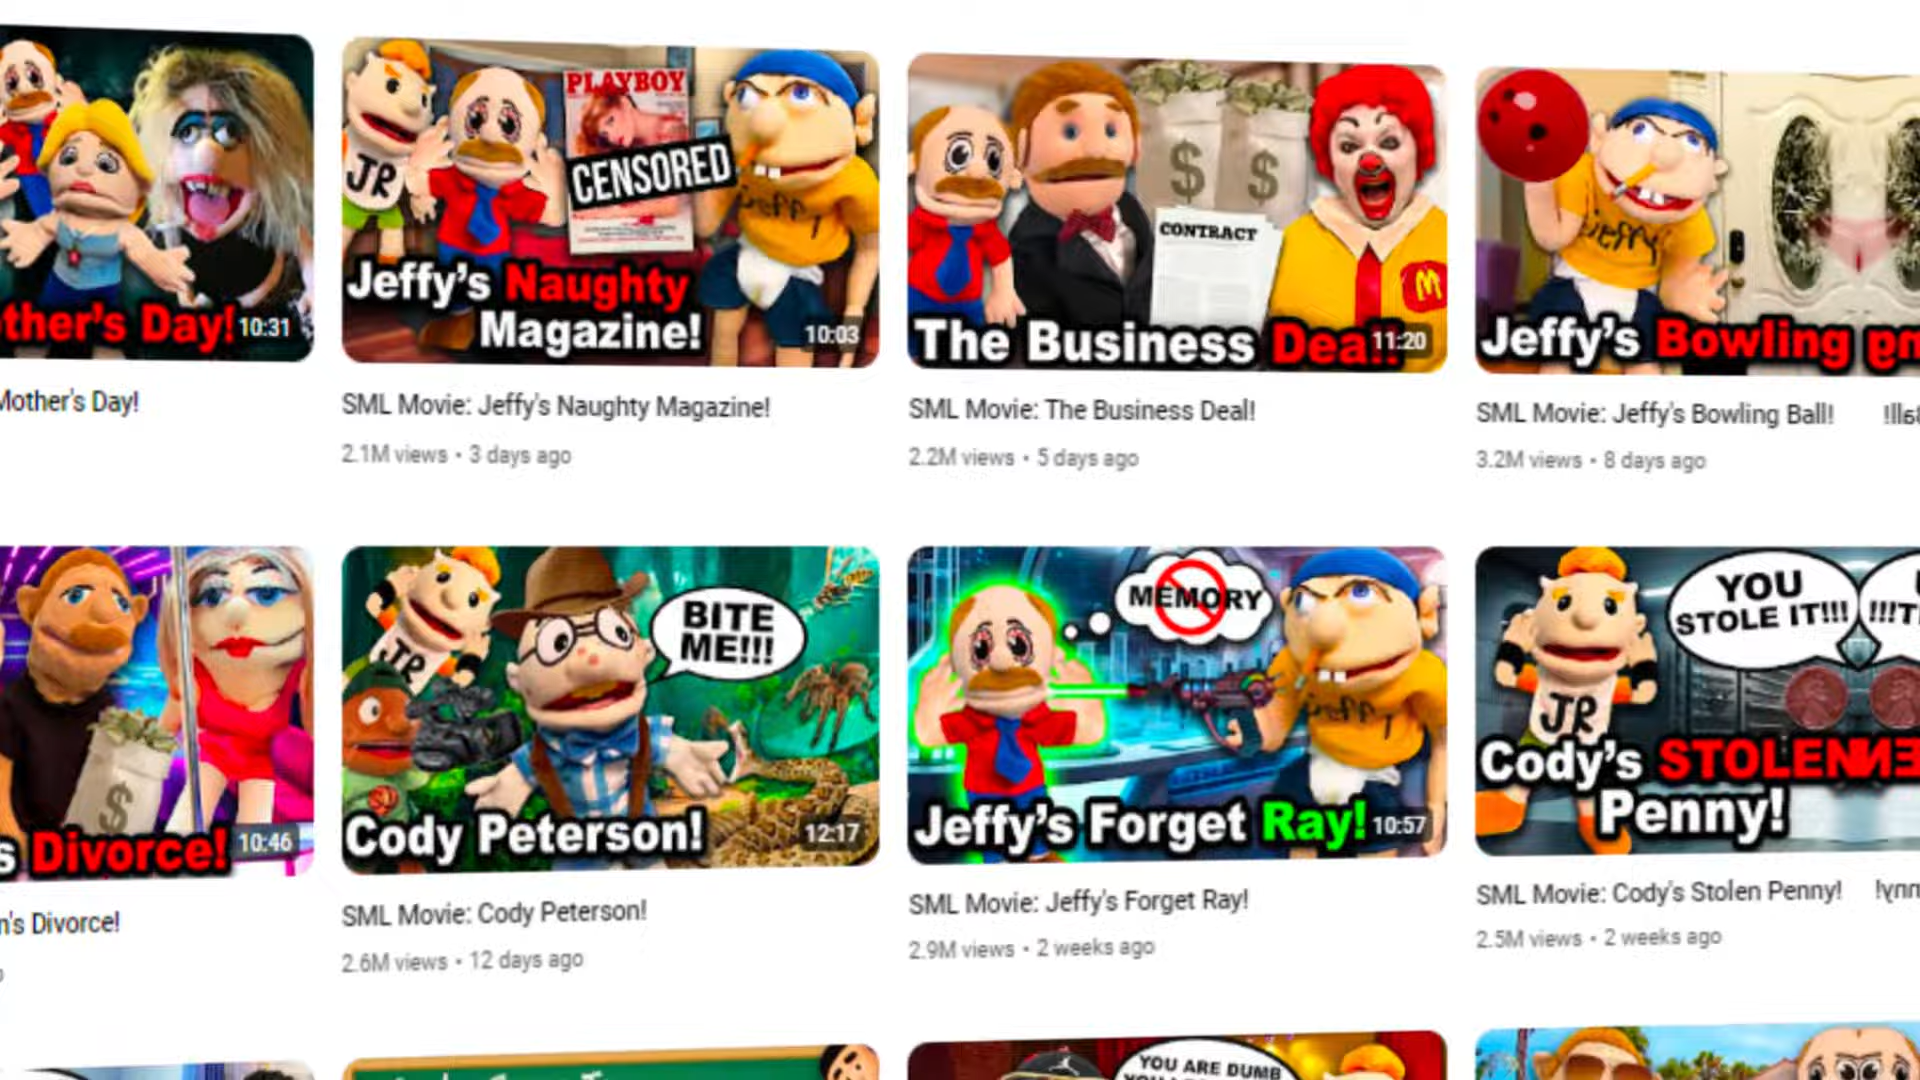 other's Day!
10:31
Mother's Day!
JR
PLAYBOY
CENSORED
Jeffy
Jeffy's Naughty
Magazine!
10:03
SML Movie: Jeffy's Naughty Magazine!
2.1M views • 3 days ago
$
$
CONTRACT
M
The Business Deal!
11:20
SML Movie: The Business Deal!
2.2M views • 5 days ago
Jeffy
Jeffy's Bowling
SML Movie: Jeffy's Bowling Ball!
3.2M views • 8 days ago
$
s Divorce!
10:46
n's Divorce!
JR
BITE
ME!!!
Cody Peterson!
12:17
SML Movie: Cody Peterson!
2.6M views • 12 days ago
MEMORY
Jeffy
Jeffy's Forget Ray!
10:57
SML Movie: Jeffy's Forget Ray!
2.9M views • 2 weeks ago
YOU
STOLE IT!!!
JR
Cody's STOLEN
Penny!
SML Movie: Cody's Stolen Penny!
2.5M views • 2 weeks ago
YOU ARE DUMB